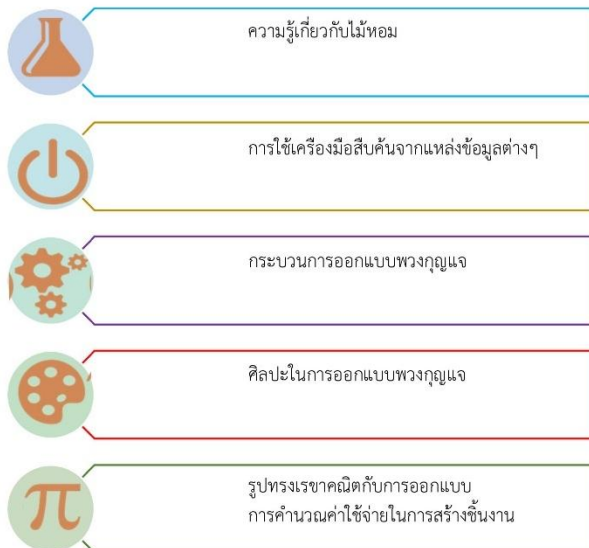 ความรู้เกี่ยวกับไม้หอม
การใช้เครื่องมือสืบค้นจากแหล่งข้อมูลต่างๆ
กระบวนการออกแบบพวงกุญแจ
ศิลปะในการออกแบบพวงกุญแจ
π
รูปทรงเรขาคณิตกับการออกแบบ
การคำนวณค่าใช้จ่ายในการสร้างชิ้นงาน